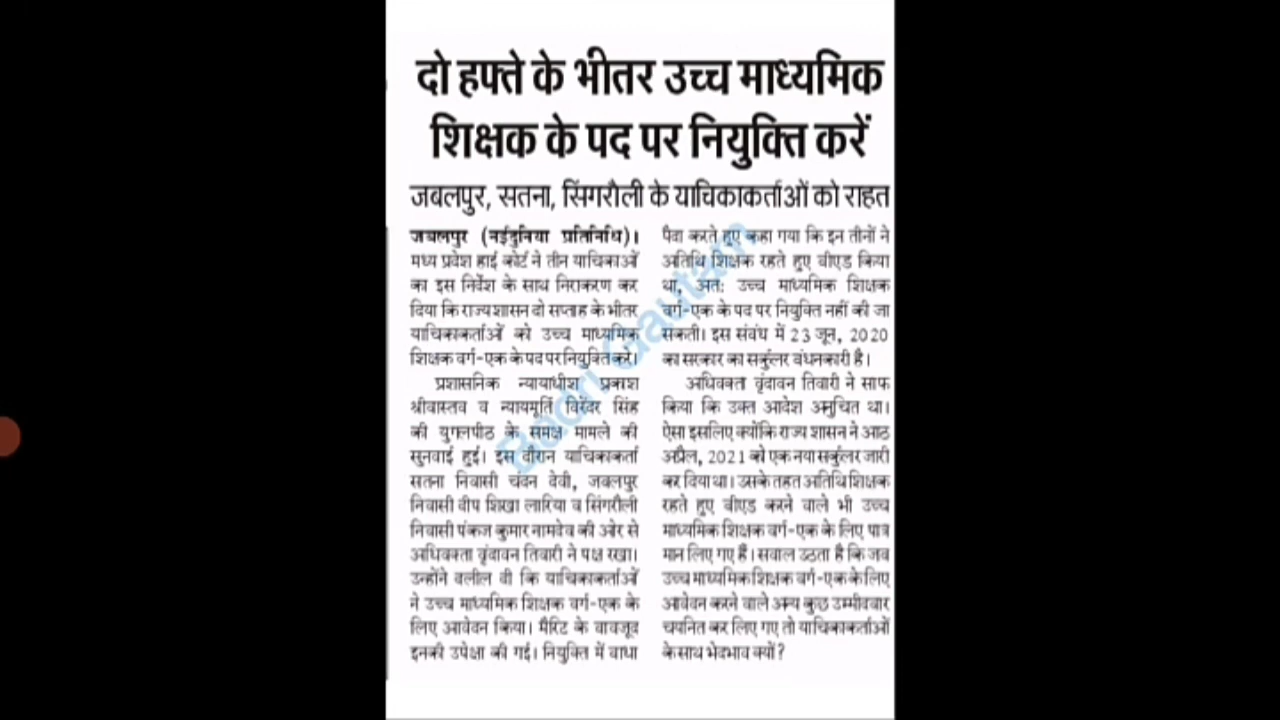 दो हफ्ते के भीतर उच्च माध्यमिक
शिक्षक के पद पर नियुक्ति करें
जबलपुर, सतना, सिंगरौली के याचिकाकर्ताओं को राहत
जबलपुर (नईदुनिया प्रतिनिधि)।
मध्य प्रदेश हाई कोर्ट ने तीन याचिकाओं
का इस निर्देश के साथ निराकरण कर
दिया कि राज्य शासन दो सप्ताह के भीतर
याचिकाकर्ताओं को उच्च माध्यमिक
शिक्षक वर्ग-एक के पद पर नियुक्ति करे।
प्रशासनिक न्यायाधीश प्रकाश
श्रीवास्तव व न्यायमूर्ति विरेंदर सिंह
की युगलपीठ के समक्ष मामले की
सुनवाई हुई। इस दौरान याचिकाकर्ता
सतना निवासी चंदन देवी, जबलपुर
निवासी दीप शिखा लारिया व सिंगरौली
निवासी पंकज कुमार नामदेव की ओर से
अधिवक्ता वृंदावन तिवारी ने पक्ष रखा।
उन्होंने दलील दी कि याचिकाकर्ताओं
ने उच्च माध्यमिक शिक्षक वर्ग-एक के
लिए आवेदन किया। मैरिट के बावजूद
इनकी उपेक्षा की गई। नियुक्ति में बाधा
पैदा करते हुए कहा गया कि इन तीनों ने
अतिथि शिक्षक रहते हुए बीएड किया
था, अत: उच्च माध्यमिक शिक्षक
वर्ग-एक के पद पर नियुक्ति नहीं की जा
सकती। इस संबंध में 23 जून, 2020
का सरकार का सर्कुलर बंधनकारी है।
अधिवक्ता वृंदावन तिवारी ने साफ
किया कि उक्त आदेश अनुचित था।
ऐसा इसलिए क्योंकि राज्य शासन ने आठ
अप्रैल, 2021 को एक नया सर्कुलर जारी
कर दिया था। उसके तहत अतिथि शिक्षक
रहते हुए बीएड करने वाले भी उच्च
माध्यमिक शिक्षक वर्ग-एक के लिए पात्र
मान लिए गए हैं। सवाल उठता है कि जब
उच्च माध्यमिक शिक्षक वर्ग-एक के लिए
आवेदन करने वाले अन्य कुछ उम्मीदवार
चयनित कर लिए गए तो याचिकाकर्ताओं
के साथ भेदभाव क्यों?
Badri Gautam